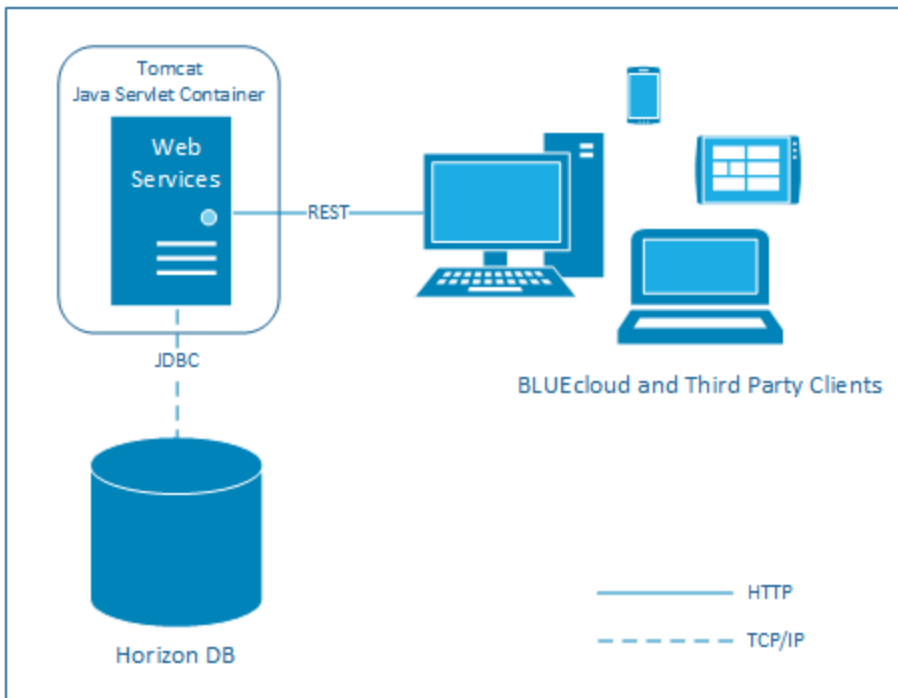 Tomcat
Java Servlet Container
Web
Services
REST
JDBC
BLUEcloud and Third Party Clients
Horizon DB
HTTP
TCP/IP